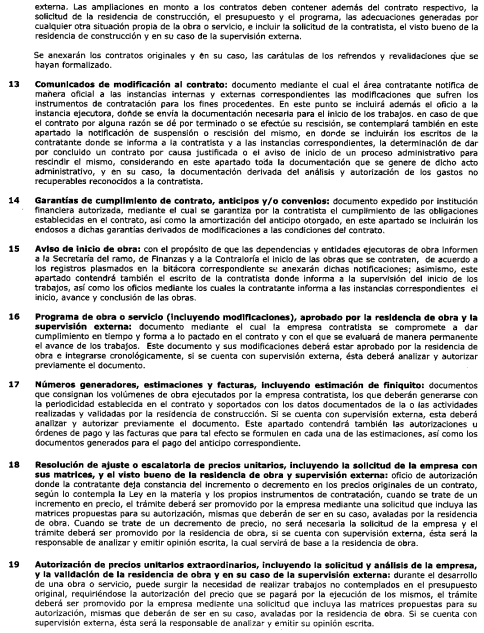 externa. Las ampliaciones en monto a los contratos deben contener además del contrato respectivo, la
solicitud de la residencia de construcción, el presupuesto y el programa, las adecuaciones generadas por
cualquier otra situación propia de la obra o servicio, e incluir la solicitud de la contratista, el visto bueno de la
residencia de construcción y en su caso de la supervisión externa.
Se anexarán los contratos originales y en su caso, las carátulas de los refrendos y revalidaciones que se
hayan formalizado.
13 Comunicados de modificación al contrato: documento mediante el cual el área contratante notifica de
manera oficial a las instancias internas y externas correspondientes las modificaciones que sufren los
instrumentos de contratación para los fines procedentes. En este punto se incluirá además el oficio a la
instancia ejecutora, donde se envía la documentación necesaria para el inicio de los trabajos. en caso de que
el contrato por alguna razón se dé por terminado o se efectúe su rescisión, se contemplará también en este
apartado la notificación de suspensión o rescisión del mismo, en donde se incluirán los escritos de la
contratante donde se informa a la contratista y a las instancias correspondientes, la determinación de dar
por concluido un contrato por causa justificada o el aviso de inicio de un proceso administrativo para
rescindir el mismo, considerando en este apartado toda la documentación que se genere de dicho acto
administrativo, y en su caso, la documentación derivada del análisis y autorización de los gastos no
recuperables reconocidos a la contratista.
14 Garantías de cumplimiento de contrato, anticipos y/o convenios: documento expedido por institución
financiera autorizada, mediante el cual se garantiza por la contratista el cumplimiento de las obligaciones
establecidas en el contrato, así como la amortización del anticipo otorgado, en este apartado se incluirán los
endosos a dichas garantías derivados de modificaciones a las condiciones del contrato.
15 Aviso de inicio de obra: con el propósito de que las dependencias y entidades ejecutoras de obra informen
a la Secretaría del ramo, de Finanzas y a la Contraloría el inicio de las obras que se contraten, de acuerdo a
los registros plasmados en la bitácora correspondiente se anexarán dichas notificaciones; asimismo, este
apartado contendrá también el escrito de la contratista donde informa a la supervisión del inicio de los
trabajos, así como los oficios mediante los cuales la contratante informa a las instancias correspondientes el
inicio, avance y conclusión de las obras.
16 Programa de obra o servicio (incluyendo modificaciones), aprobado por la residencia de obra y la
supervisión externa: documento mediante el cual la empresa contratista se compromete a dar
cumplimiento en tiempo y forma a lo pactado en el contrato y con el que se evaluará de manera permanente
el avance de los trabajos. Este documento y sus modificaciones deberá estar aprobado por la residencia de
obra e integrarse cronológicamente, si se cuenta con supervisión externa, ésta deberá analizar y autorizar
previamente el documento.
17 Números generadores, estimaciones y facturas, incluyendo estimación de finiquito: documentos
que consignan los volúmenes de obra ejecutados por la empresa contratista, los que deberán generarse con
la periodicidad establecida en el contrato y soportados con los datos documentados de la o las actividades
realizadas y validadas por la residencia de construcción. Si se cuenta con supervisión externa, esta deberá
analizar y autorizar previamente el documento. Este apartado contendrá también las autorizaciones u
órdenes de pago y las facturas que para tal efecto se formulen en cada una de las estimaciones, así como los
documentos generados para el pago del anticipo correspondiente.
18 Resolución de ajuste o escalatoria de precios unitarios, incluyendo la solicitud de la empresa con
sus matrices, y el visto bueno de la residencia de obra y supervisión externa: oficio de autorización
donde la contratante deja constancia del incremento o decremento en los precios originales de un contrato,
según lo contempla la Ley en la materia y los propios instrumentos de contratación, cuando se trate de un
incremento en precio, el trámite deberá ser promovido por la empresa mediante una solicitud que incluya las
matrices propuestas para su autorización, mismas que deberán de ser en su caso, avaladas por la residencia
de obra. Cuando se trate de un decremento de precio, no será necesaria la solicitud de la empresa y el
trámite deberá ser promovido por la residencia de obra, si se cuenta con supervisión externa, ésta será la
responsable de analizar y emitir opinión escrita, la cual servirá de base a la residencia de obra.
19 Autorización de precios unitarios extraordinarios, incluyendo la solicitud y análisis de la empresa,
y la validación de la residencia de obra y en su caso de la supervisión externa: durante el desarrollo
de una obra o servicio, puede surgir la necesidad de realizar trabajos no contemplados en el presupuesto
original, requiriéndose la autorización del precio que se pagará por la ejecución de los mismos, el trámite
deberá ser promovido por la empresa mediante una solicitud que incluya las matrices propuestas para su
autorización, mismas que deberán de ser en su caso, avaladas por la residencia de obra. Si se cuenta con
supervisión externa, ésta será la responsable de analizar y emitir su opinión escrita.